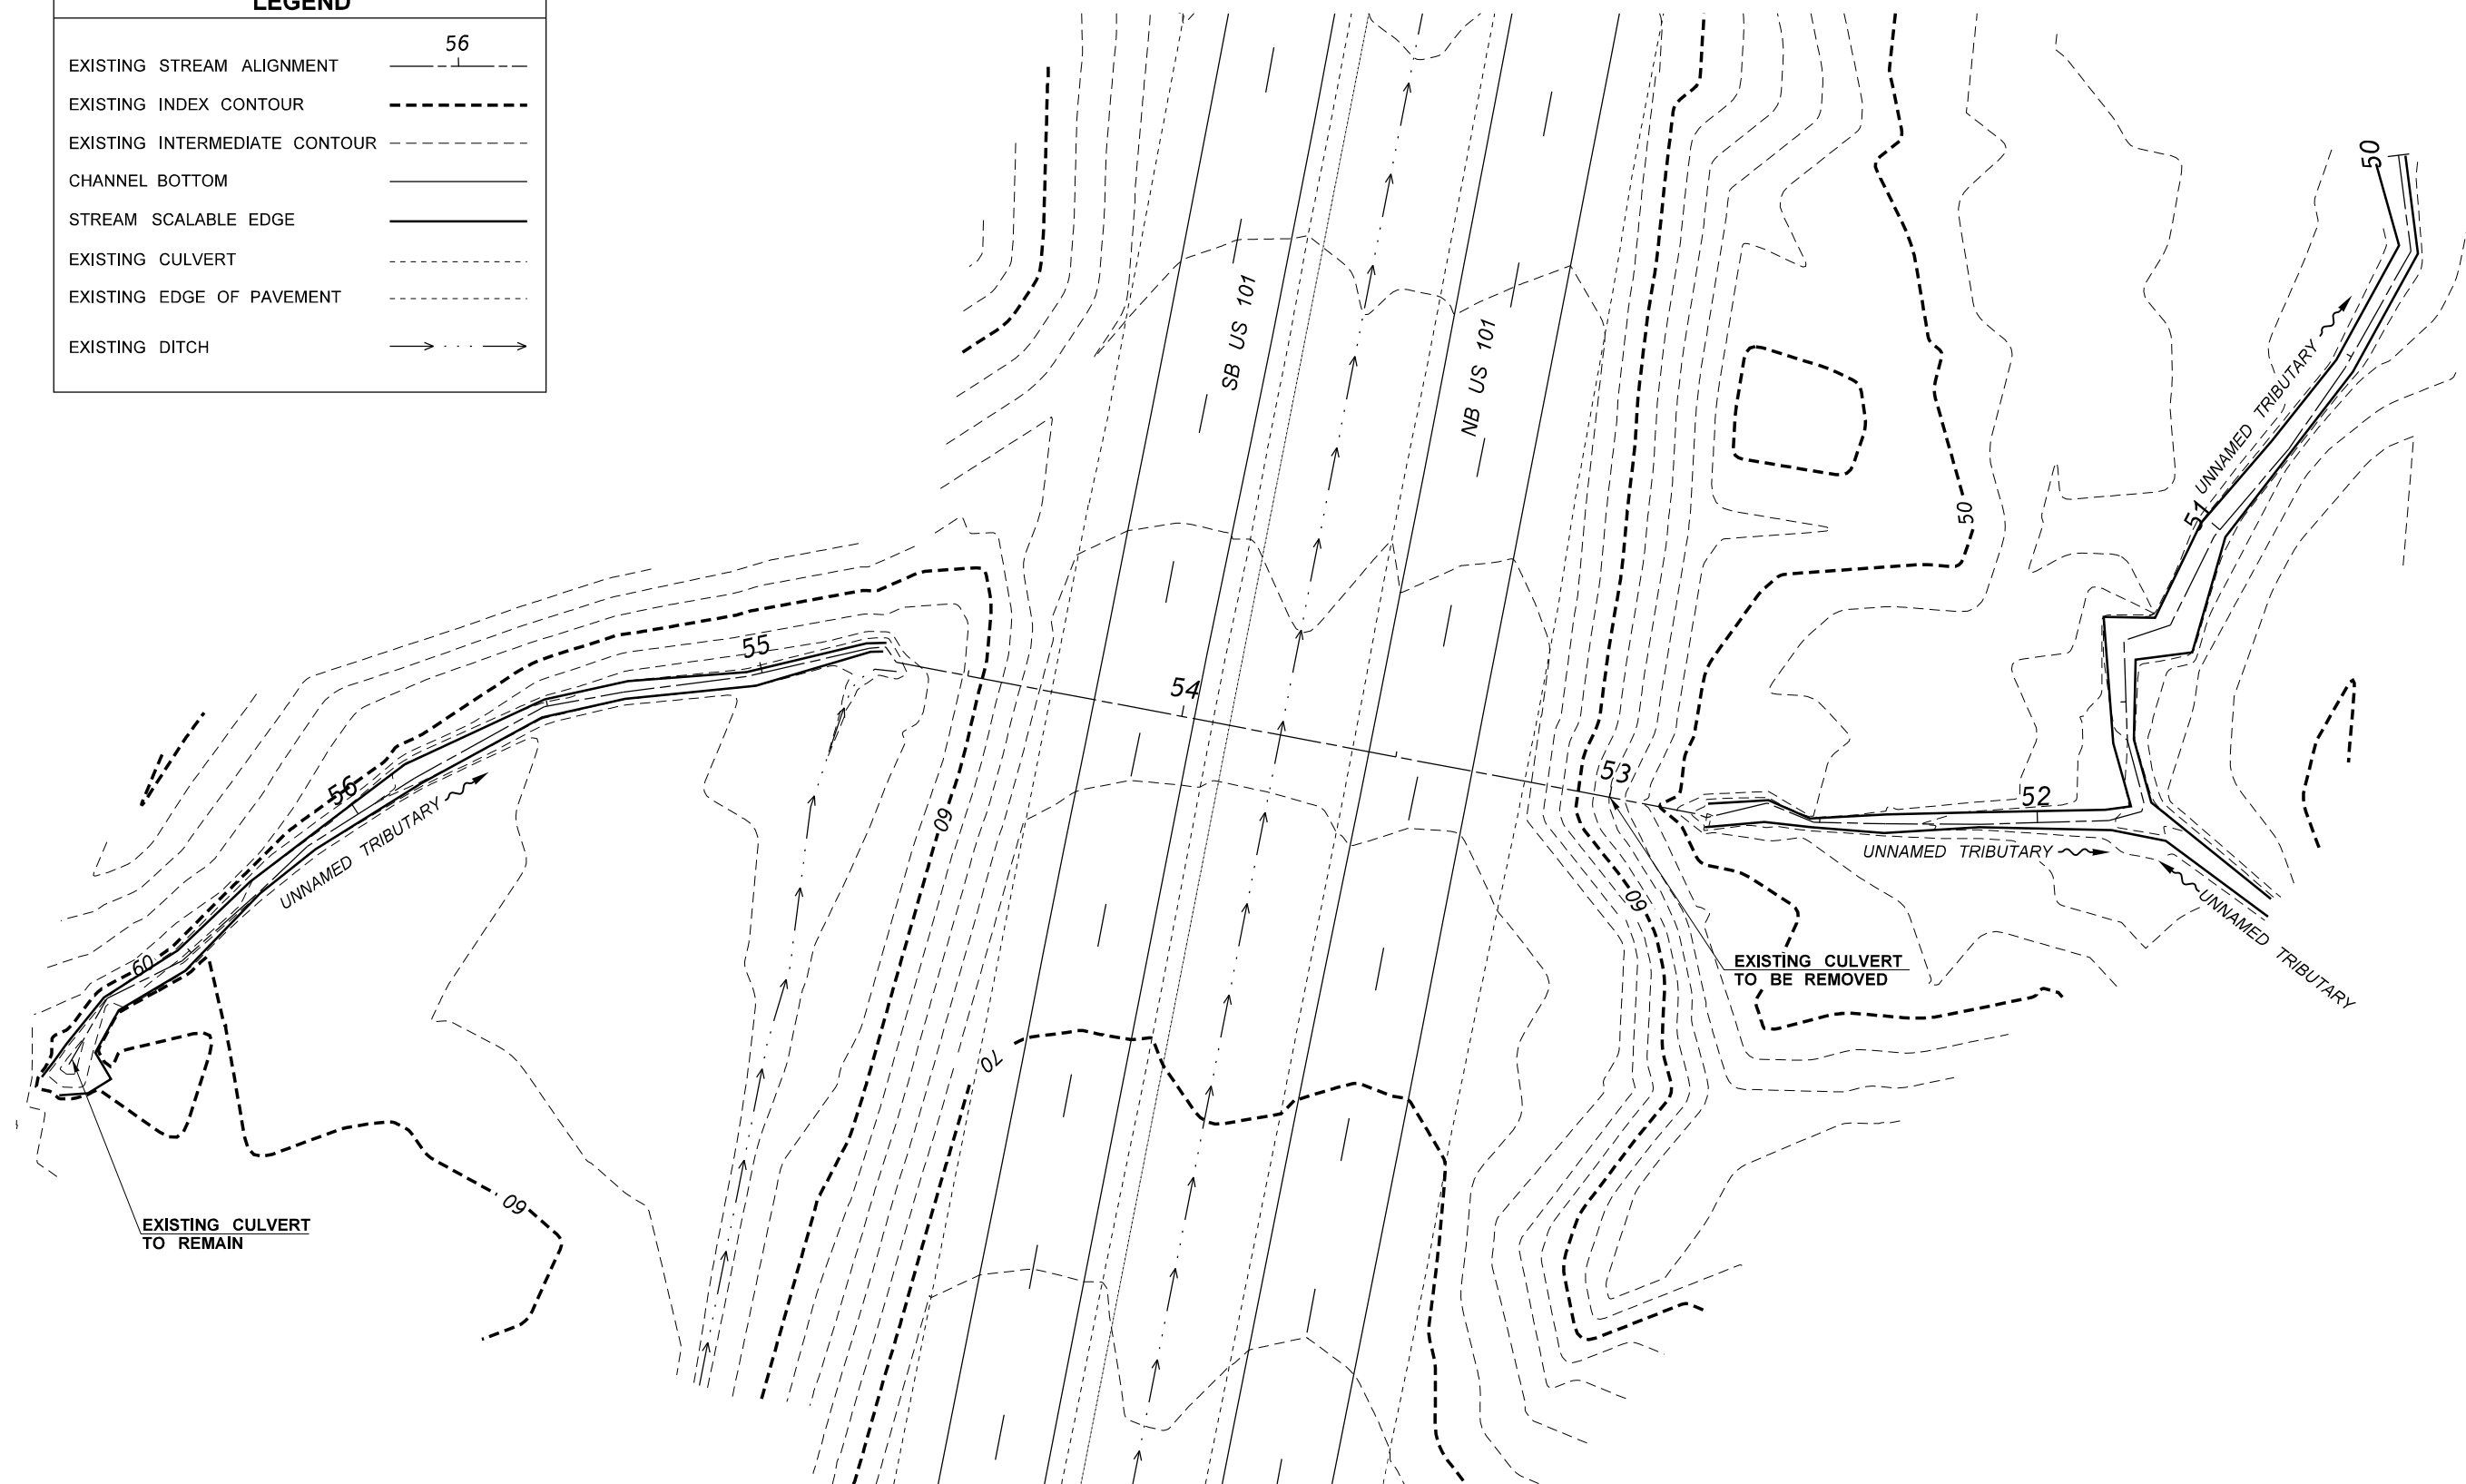 LEGEND
56
EXISTING STREAM ALIGNMENT
EXISTING INDEX CONTOUR
EXISTING INTERMEDIATE CONTOUR
CHANNEL BOTTOM
STREAM SCALABLE EDGE
EXISTING CULVERT
EXISTING EDGE OF PAVEMENT
EXISTING DITCH
SB US 101
NB US 101
50
UNNAMED TRIBUTARY
51
50
55
54
56
53
52
60
UNNAMED TRIBUTARY
UNNAMED TRIBUTARY
60
UNNAMED TRIBUTARY
60
EXISTING CULVERT
TO BE REMOVED
70
60
EXISTING CULVERT
TO REMAIN